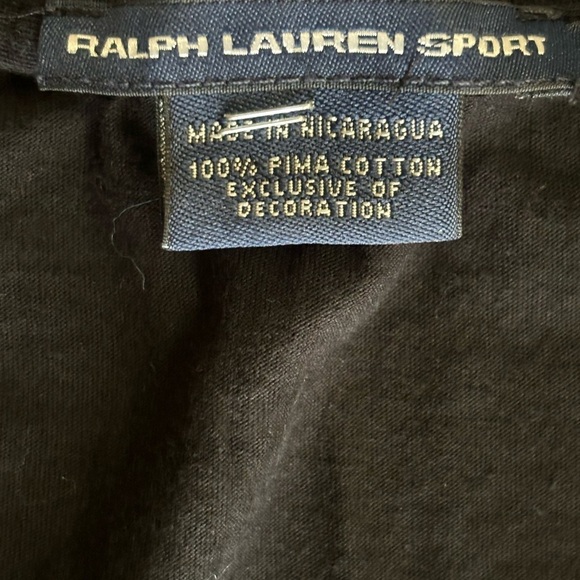 RALPH LAUREN SPORT
MADE IN NICARAGUA
100% PIMA COTTON
EXCLUSIVE OF
DECORATION